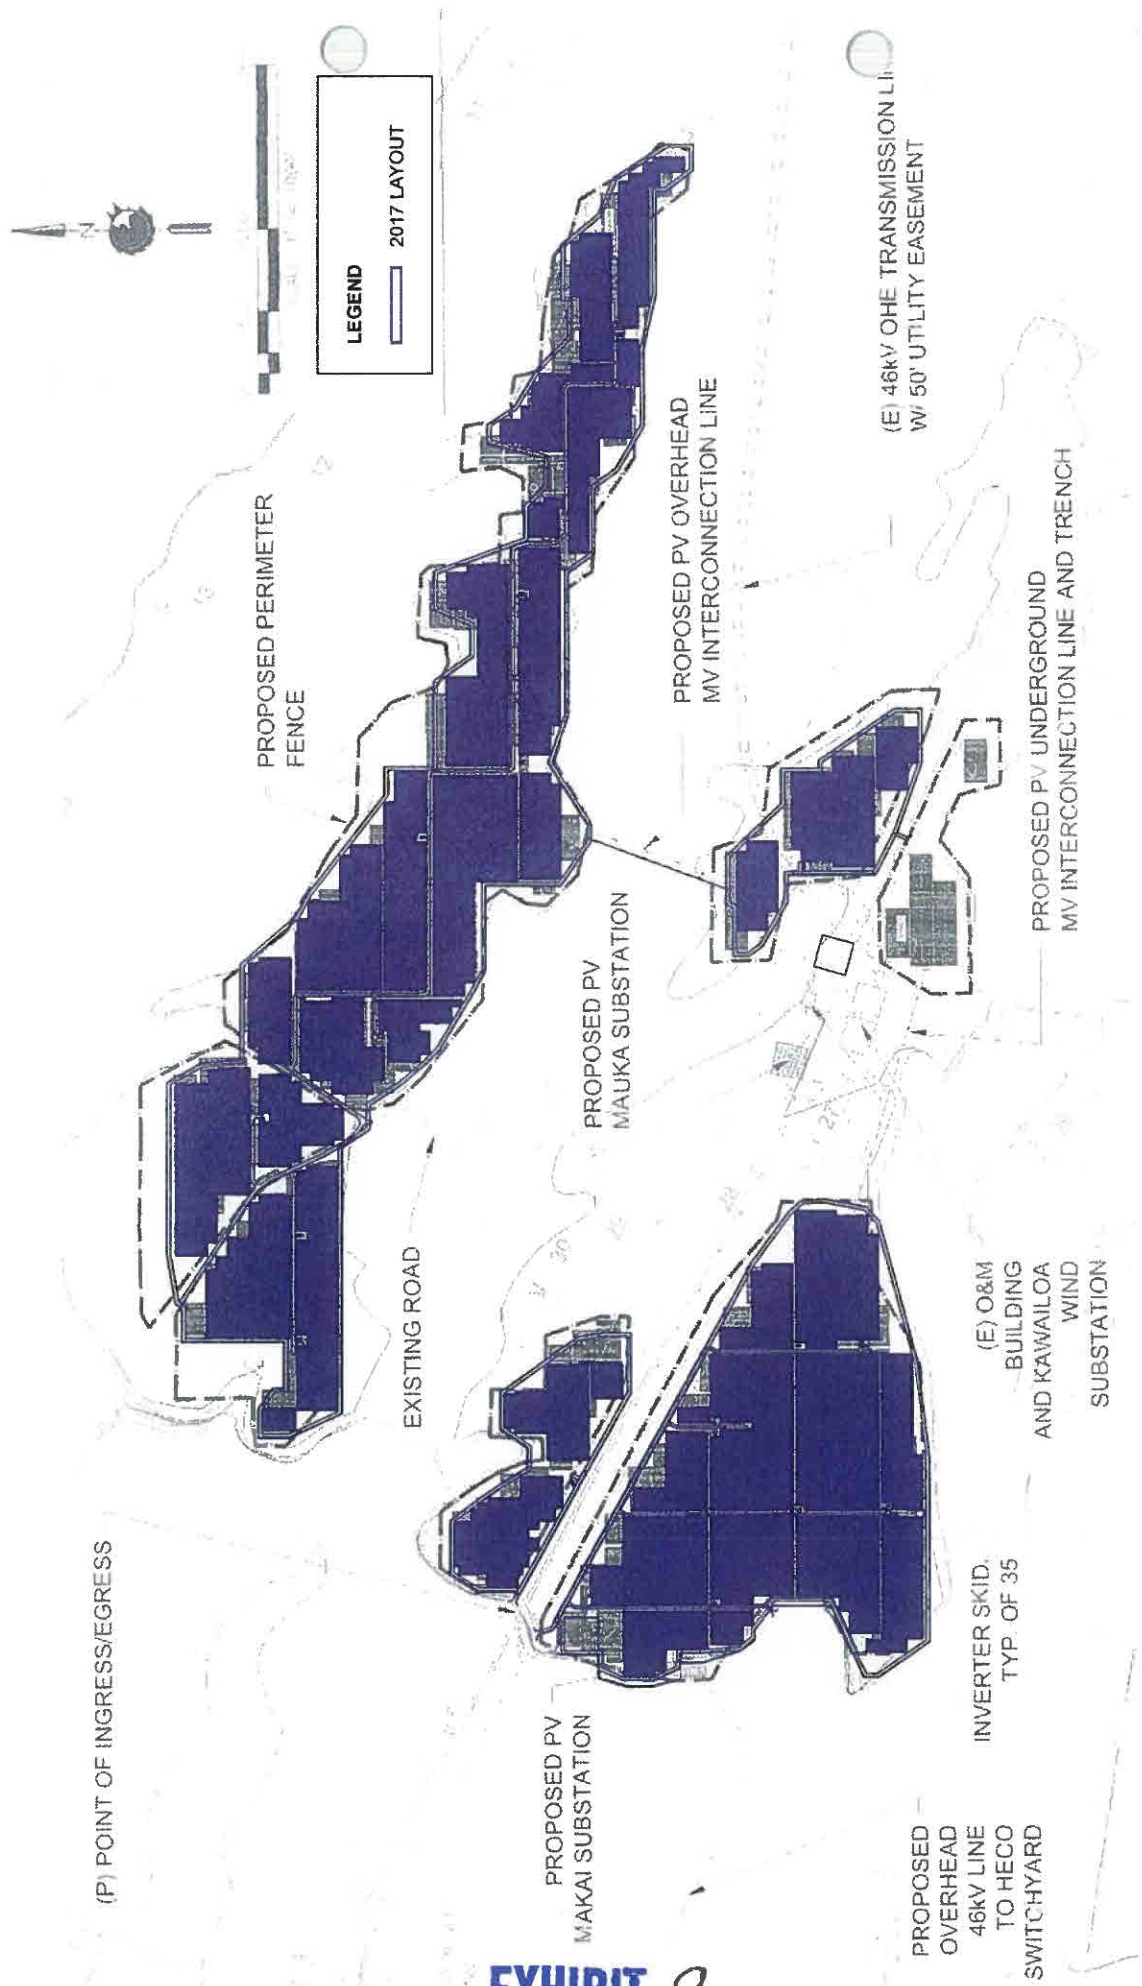 N
LEGEND
2017 LAYOUT
PROPOSED PERIMETER
FENCE
PROPOSED PV OVERHEAD
MV INTERCONNECTION LINE
(E) 46kV OHE TRANSMISSION LI
W/ 50' UTILITY EASEMENT
PROPOSED PV UNDERGROUND
MV INTERCONNECTION LINE AND TRENCH
PROPOSED PV
MAUKA SUBSTATION
EXISTING ROAD
(P) POINT OF INGRESS/EGRESS
PROPOSED PV
MAKAI SUBSTATION
(E) O&M
BUILDING
AND KAWAILOA
WIND
SUBSTATION
INVERTER SKID,
TYP. OF 35
PROPOSED
OVERHEAD
46kV LINE
TO HECO
SWITCHYARD
EXHIBIT